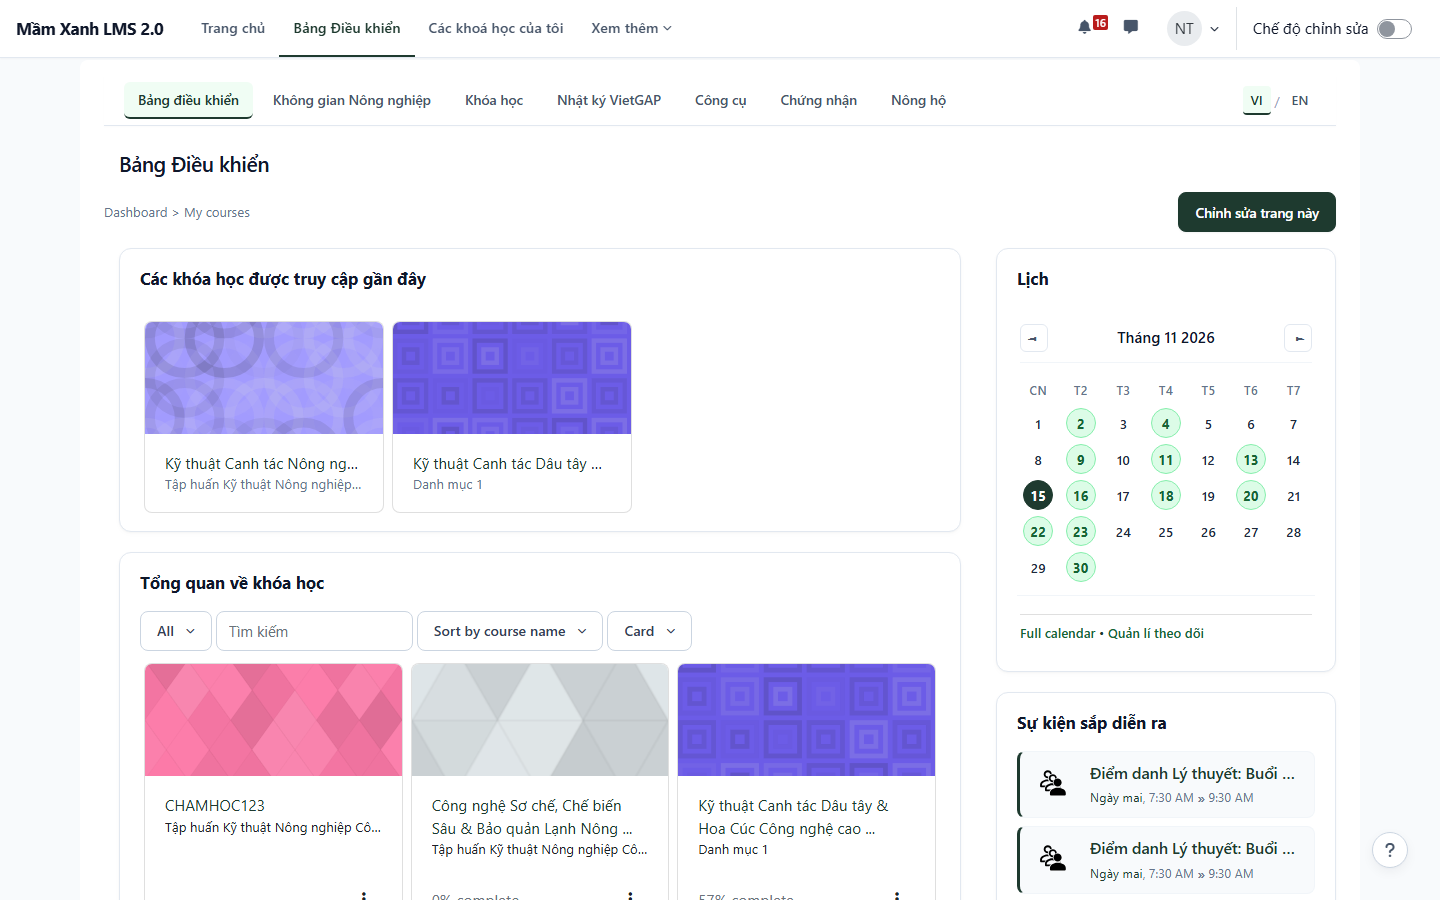 Mầm Xanh LMS 2.0
Trang chủ
Bảng Điều khiển
Các khoá học của tôi
Xem thêm
16
NT
Chế độ chỉnh sửa
Bảng điều khiển
Không gian Nông nghiệp
Khóa học
Nhật ký VietGAP
Công cụ
Chứng nhận
Nông hộ
VI / EN
Bảng Điều khiển
Dashboard > My courses
Chỉnh sửa trang này
Các khóa học được truy cập gần đây
Kỹ thuật Canh tác Nông ng...
Tập huấn Kỹ thuật Nông nghiệp...
Kỹ thuật Canh tác Dâu tây ...
Danh mục 1
Tổng quan về khóa học
All
Tìm kiếm
Sort by course name
Card
CHAMHOC123
Tập huấn Kỹ thuật Nông nghiệp Cô...
Công nghệ Sơ chế, Chế biến
Sâu & Bảo quản Lạnh Nông ...
Tập huấn Kỹ thuật Nông nghiệp Cô...
0% complete
Kỹ thuật Canh tác Dâu tây &
Hoa Cúc Công nghệ cao ...
Danh mục 1
57% complete
Lịch
Tháng 11 2026
CN T2 T3 T4 T5 T6 T7
1 2 3 4 5 6 7
8 9 10 11 12 13 14
15 16 17 18 19 20 21
22 23 24 25 26 27 28
29 30
Full calendar • Quản lí theo dõi
Sự kiện sắp diễn ra
Điểm danh Lý thuyết: Buổi ...
Ngày mai, 7:30 AM » 9:30 AM
Điểm danh Lý thuyết: Buổi ...
Ngày mai, 7:30 AM » 9:30 AM
?